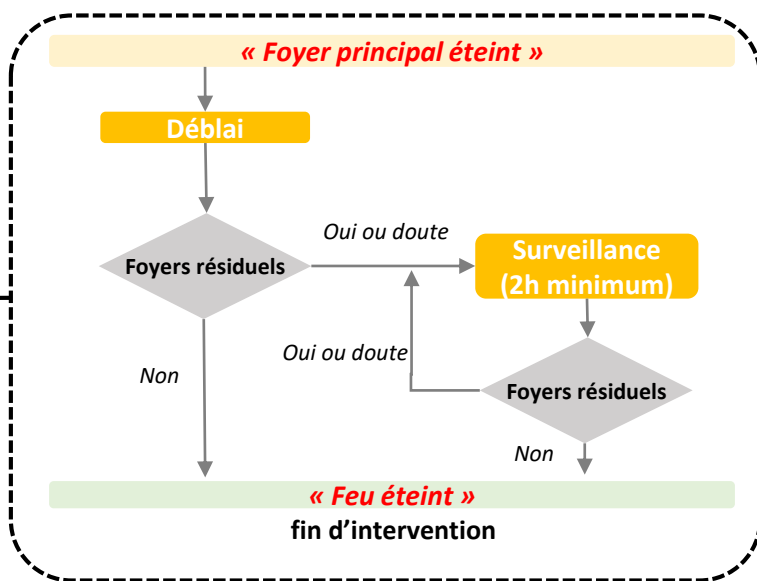 « Foyer principal éteint »
Déblai
Foyers résiduels
Oui ou doute
Surveillance
(2h minimum)
Oui ou doute
Non
Foyers résiduels
Non
« Feu éteint »
fin d’intervention